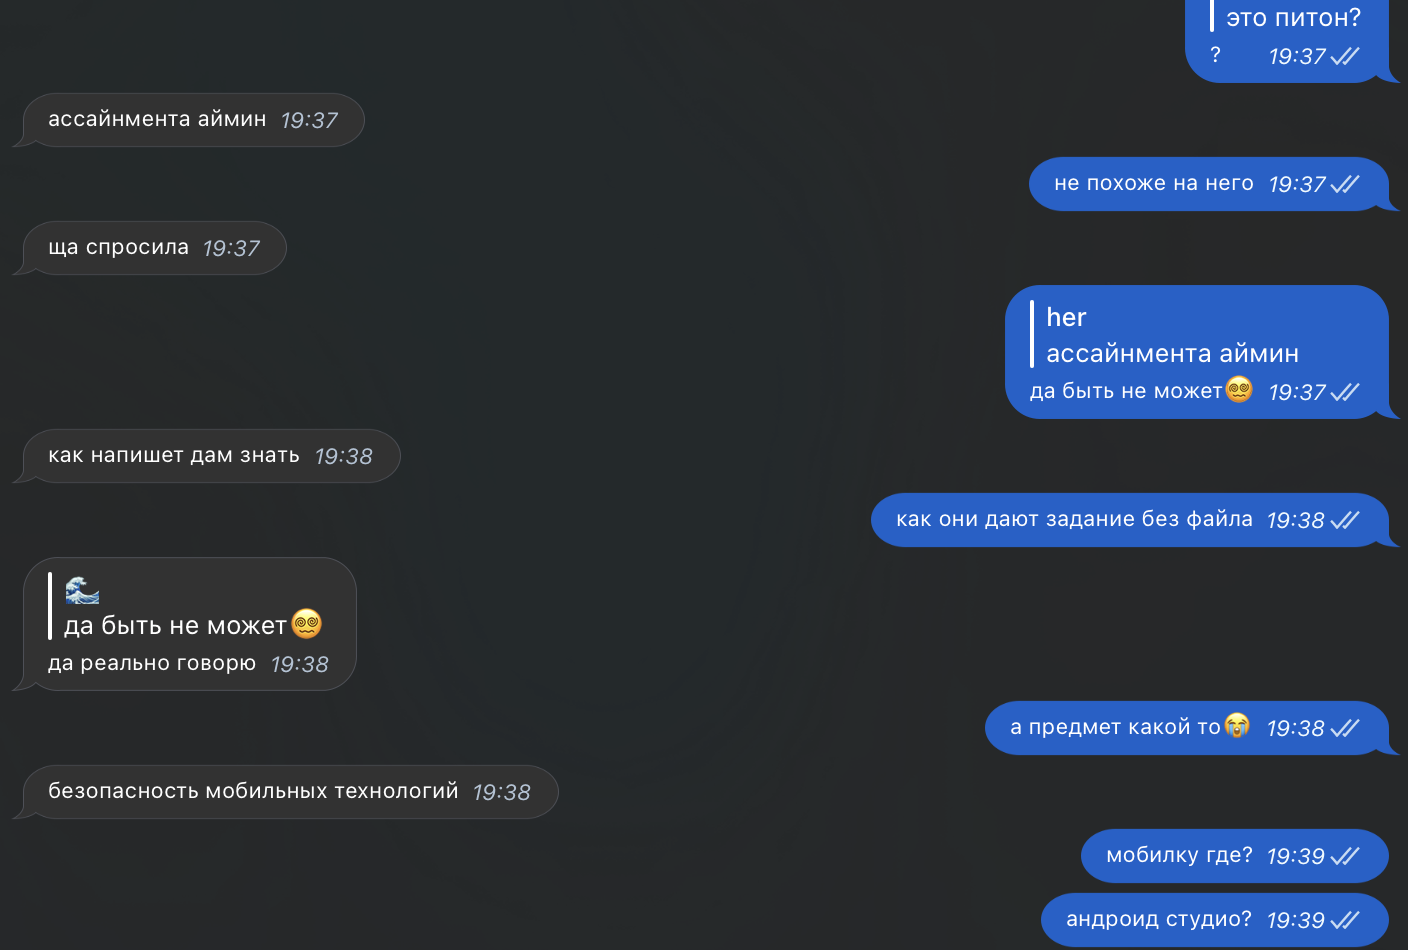 это питон?
? 19:37
ассайнмента аймин 19:37
не похоже на него 19:37
ща спросила 19:37
her
ассайнмента аймин
да быть не может😵‍💫 19:37
как напишет дам знать 19:38
как они дают задание без файла 19:38
🌊
да быть не может😵‍💫
да реально говорю 19:38
а предмет какой то😭 19:38
безопасность мобильных технологий 19:38
мобилку где? 19:39
андроид студио? 19:39